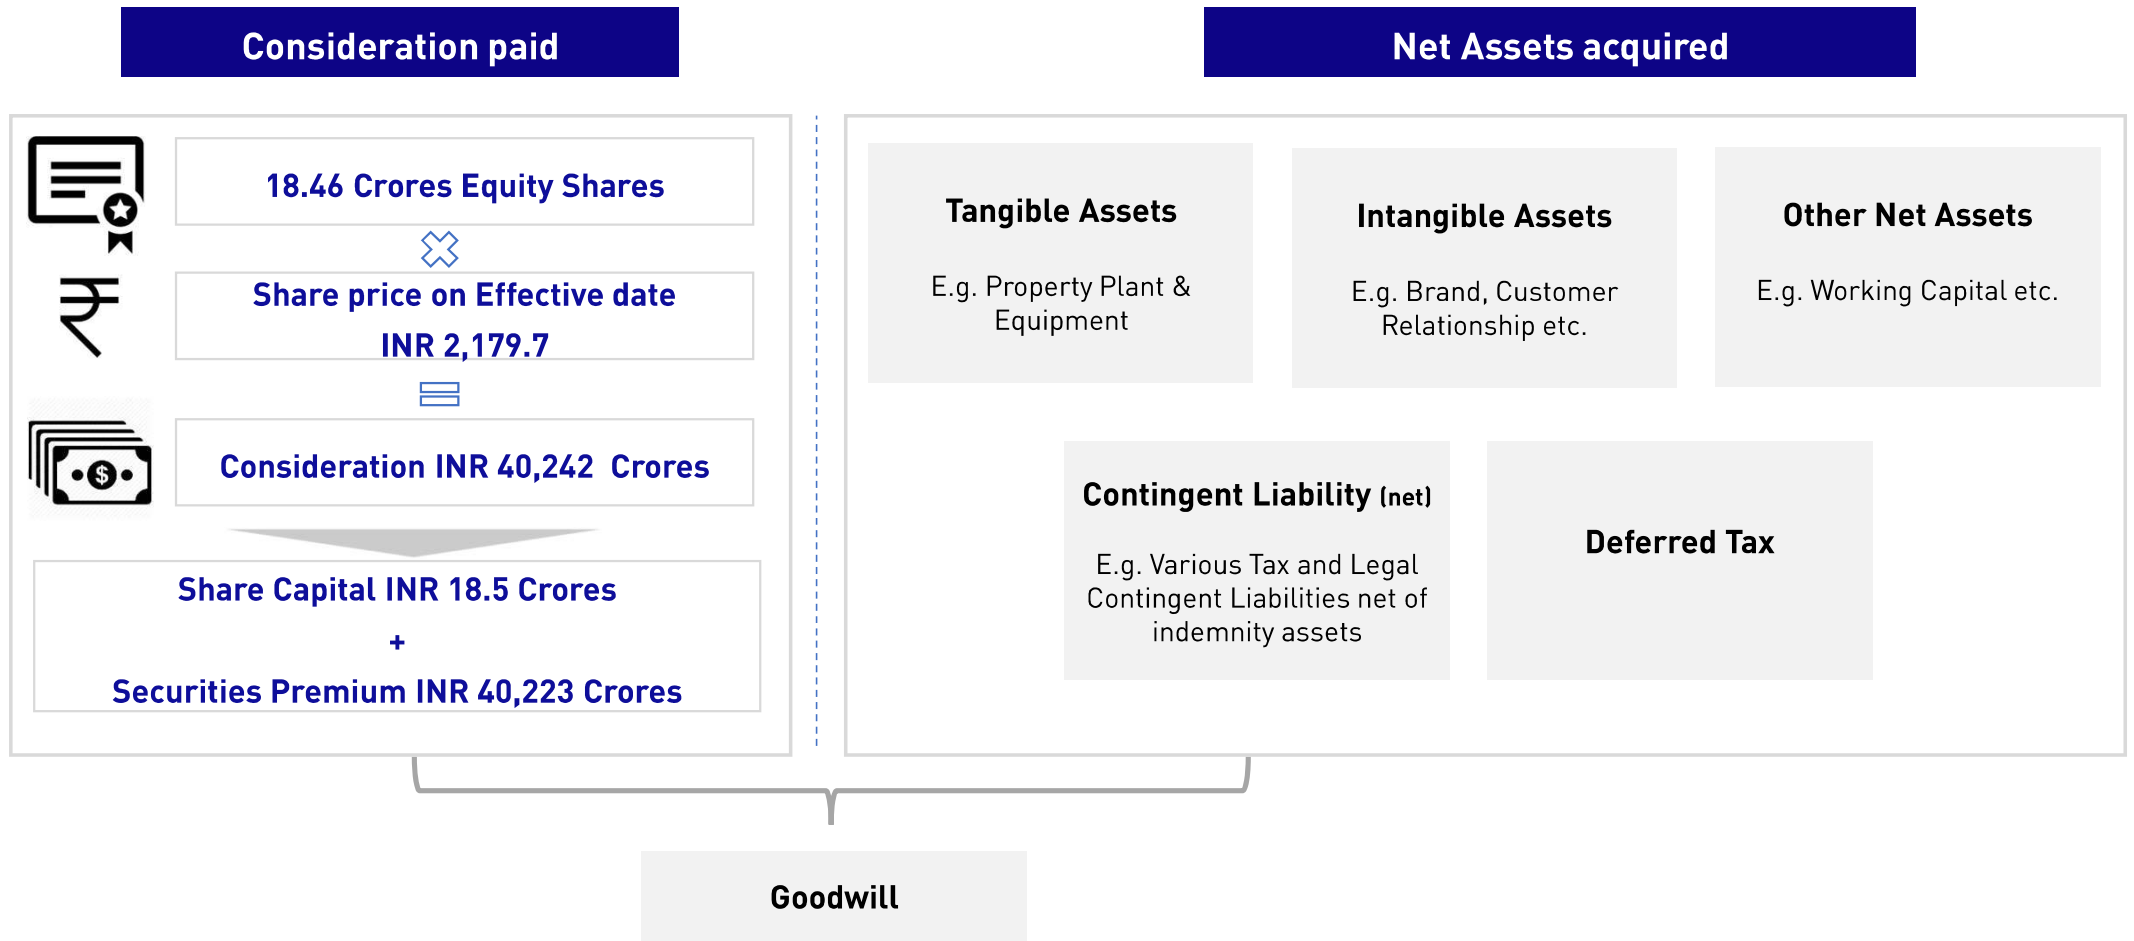 Consideration paid
18.46 Crores Equity Shares
Share price on Effective date
INR 2,179.7
Consideration INR 40,242 Crores
Share Capital INR 18.5 Crores
+
Securities Premium INR 40,223 Crores
Net Assets acquired
Tangible Assets
E.g. Property Plant &
Equipment
Intangible Assets
E.g. Brand, Customer
Relationship etc.
Other Net Assets
E.g. Working Capital etc.
Contingent Liability (net)
E.g. Various Tax and Legal
Contingent Liabilities net of
indemnity assets
Deferred Tax
Goodwill